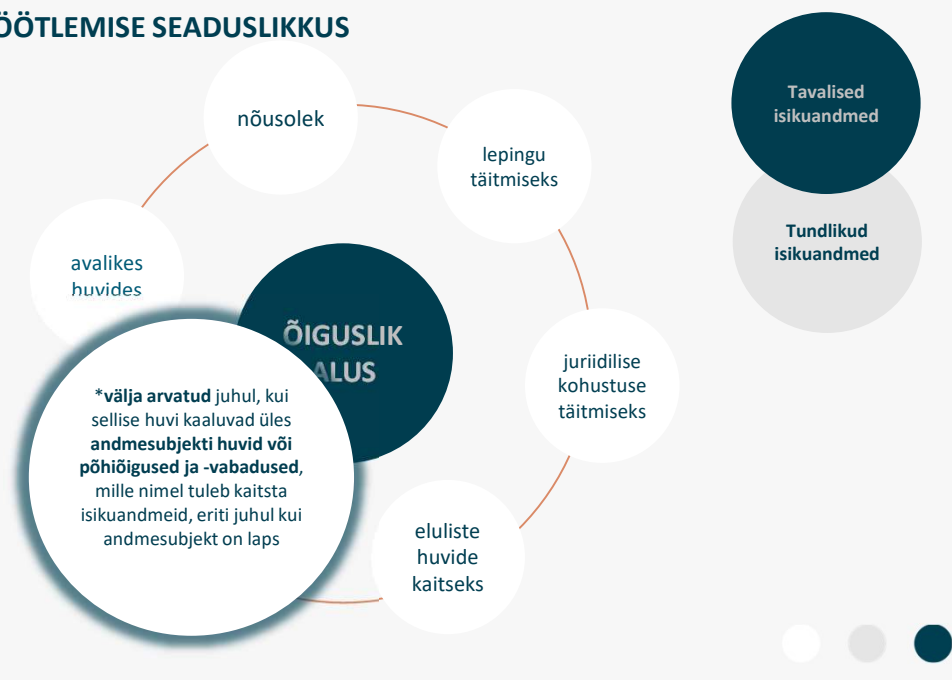 ÖÖTLEMISE SEADUSLIKKUS
nõusolek
lepingu
täitmiseks
avalikes
huvides
ÕIGUSLIK
ALUS
juriidilise
kohustuse
täitmiseks
*välja arvatud juhul, kui
sellise huvi kaaluvad üles
andmesubjekti huvid või
põhiõigused ja -vabadused,
mille nimel tuleb kaitsta
isikuandmeid, eriti juhul kui
andmesubjekt on laps
eluliste
huvide
kaitseks
Tavalised
isikuandmed
Tundlikud
isikuandmed